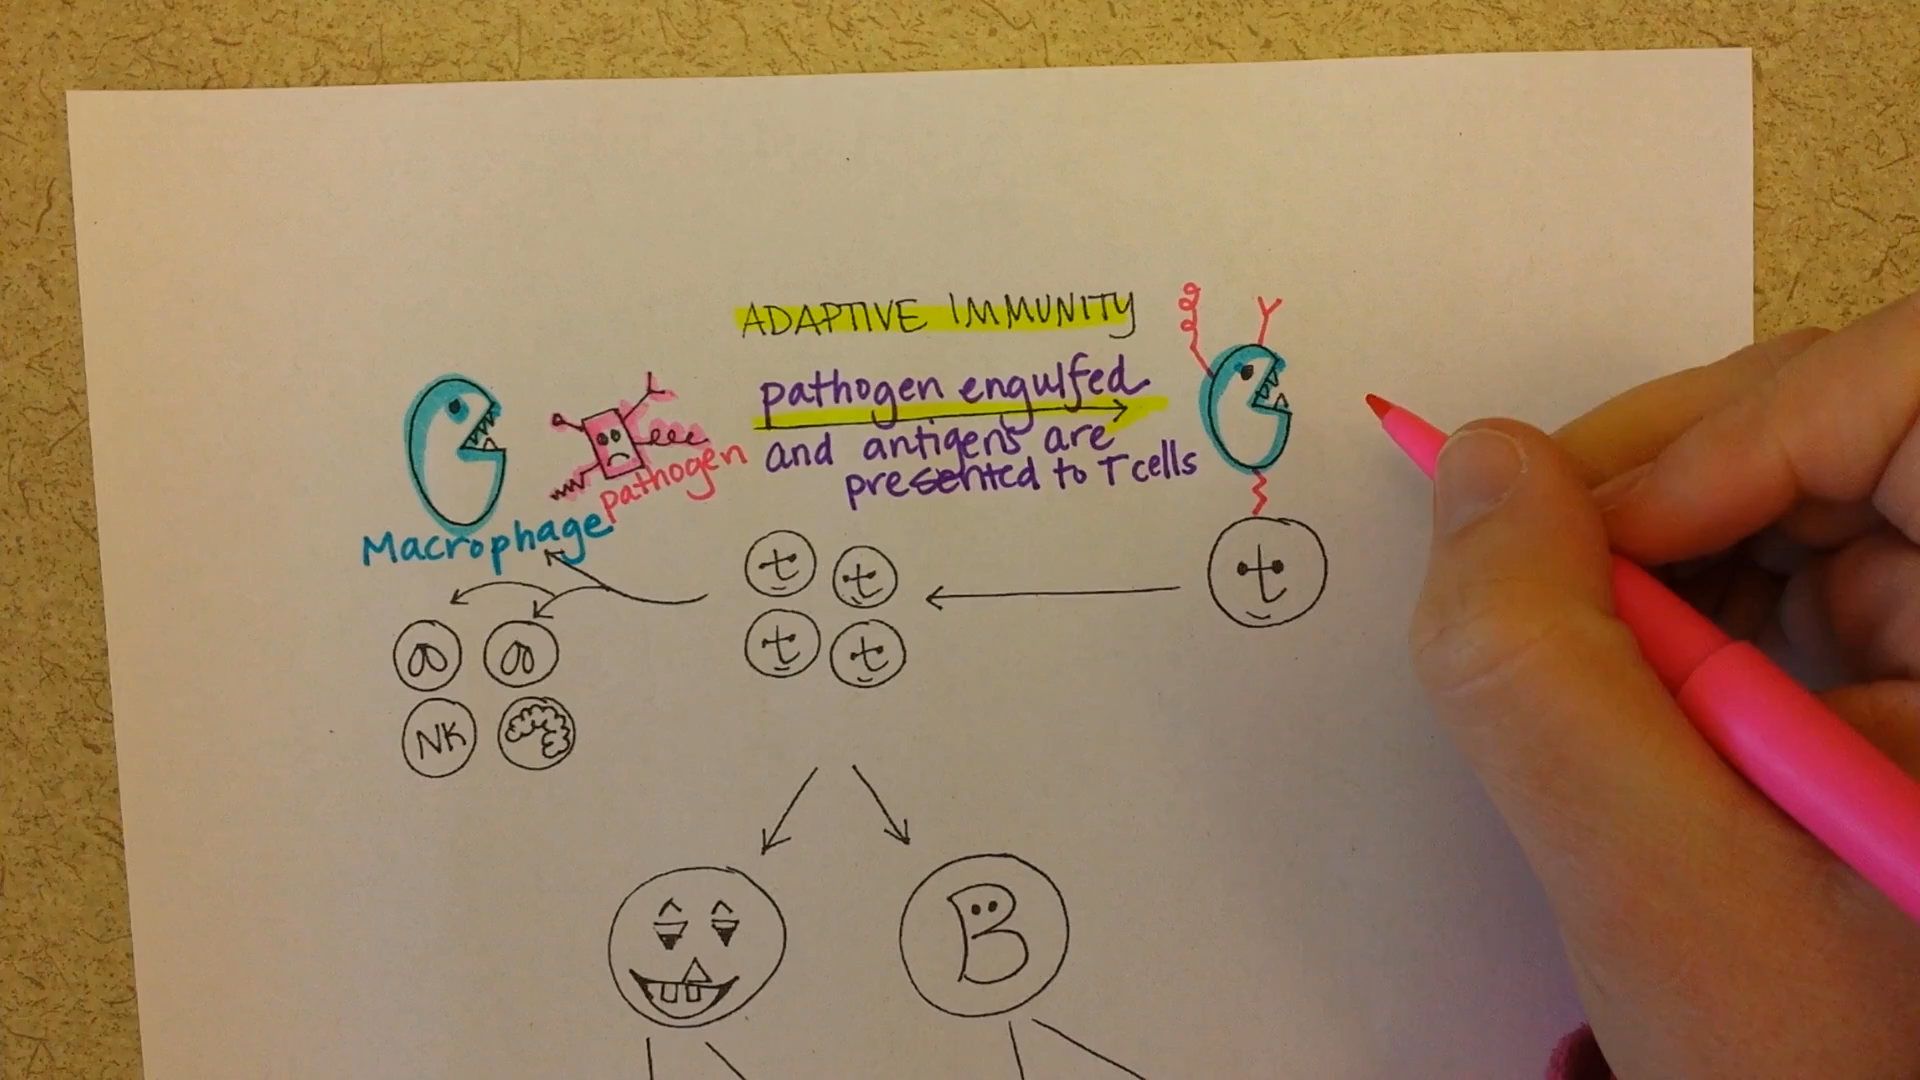 ADAPTIVE IMMUNITY
pathogen engulfed
and antigens are
presented to T cells
pathogen
Macrophage
t t
t t
t
NK
B